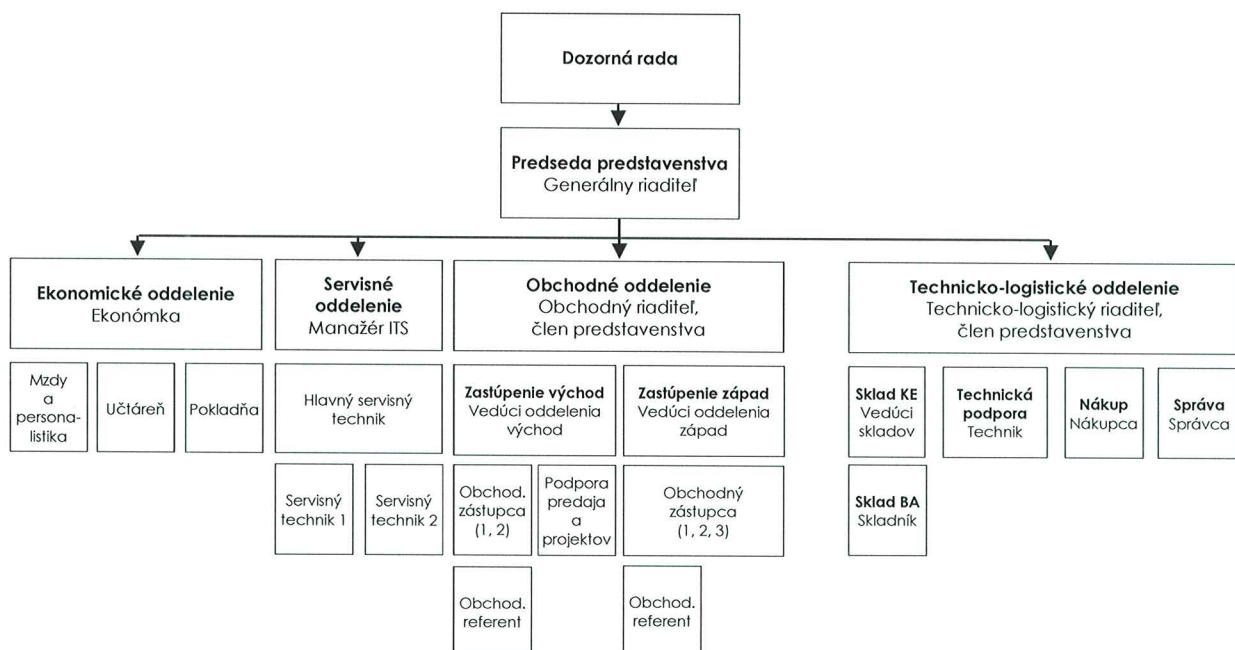 Dozorná rada
Predseda predstavenstva
Generálny riaditeľ
Ekonomické oddelenie
Ekonómka
Servisné
oddelenie
Manažér ITS
Obchodné oddelenie
Obchodný riaditeľ,
člen predstavenstva
Technicko-logistické oddelenie
Technicko-logistický riaditeľ,
člen predstavenstva
Mzdy
a
persona-
listika
Učtáreň
Pokladňa
Hlavný servisný
technik
Zastúpenie východ
Vedúci oddelenia
východ
Zastúpenie západ
Vedúci oddelenia
západ
Sklad KE
Vedúci
skladov
Technická
podpora
Technik
Nákup
Nákupca
Správa
Správca
Servisný
technik 1
Servisný
technik 2
Obchod.
zástupca
(1, 2)
Podpora
predaja
a
projektov
Obchodný
zástupca
(1, 2, 3)
Sklad BA
Skladník
Obchod.
referent
Obchod.
referent